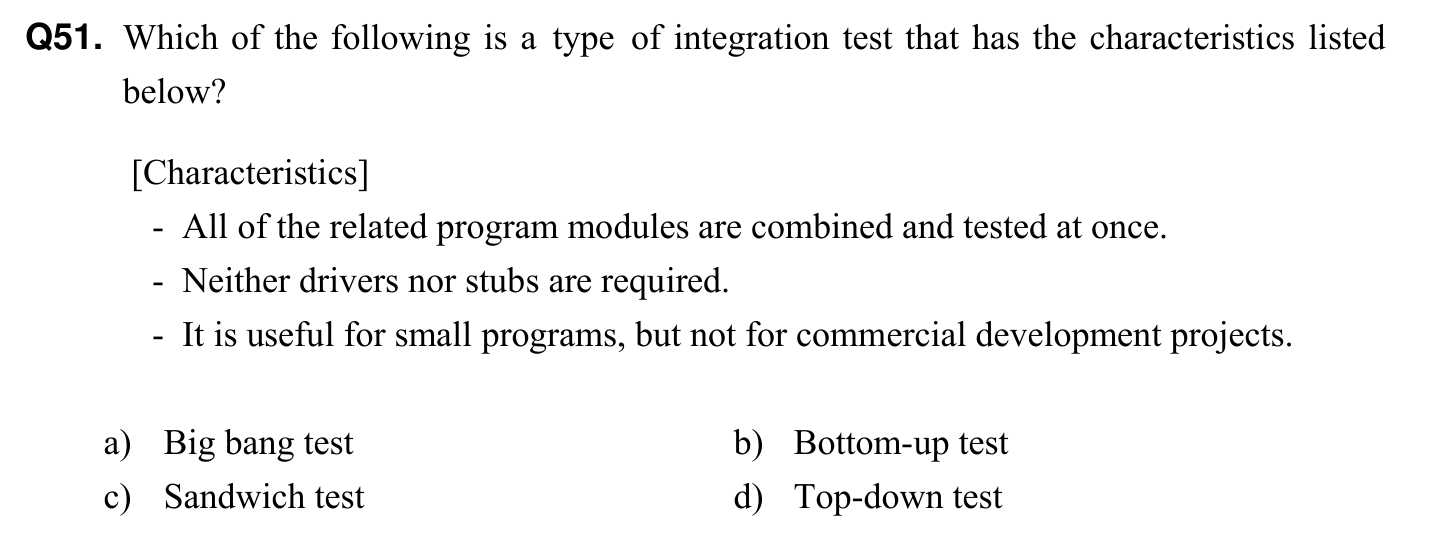 Q51. Which of the following is a type of integration test that has the characteristics listed
below?
[Characteristics]
- All of the related program modules are combined and tested at once.
- Neither drivers nor stubs are required.
- It is useful for small programs, but not for commercial development projects.
a) Big bang test b) Bottom-up test
c) Sandwich test d) Top-down test